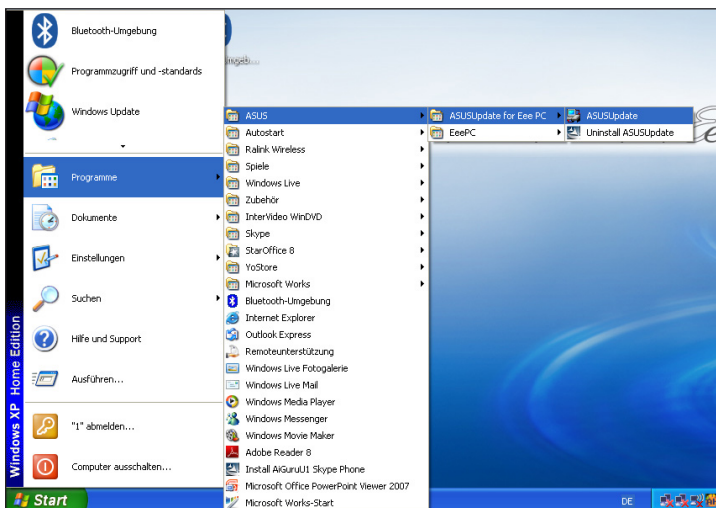 Bluetooth-Umgebung
Programmzugriff und -standards
Windows Update
Programme
Dokumente
Einstellungen
Suchen
Hilfe und Support
Ausführen...
"1" abmelden...
Computer ausschalten...
Windows XP Home Edition
ASUS
Autostart
Ralink Wireless
Spiele
Windows Live
Zubehör
InterVideo WinDVD
Skype
StarOffice 8
YoStore
Microsoft Works
Bluetooth-Umgebung
Internet Explorer
Outlook Express
Remoteunterstützung
Windows Live Fotogalerie
Windows Live Mail
Windows Media Player
Windows Messenger
Windows Movie Maker
Adobe Reader 8
Install AiGuruU1 Skype Phone
Microsoft Office PowerPoint Viewer 2007
Microsoft Works-Start
ASUSUpdate for Eee PC
EeePC
ASUSUpdate
Uninstall ASUSUpdate
Start
DE